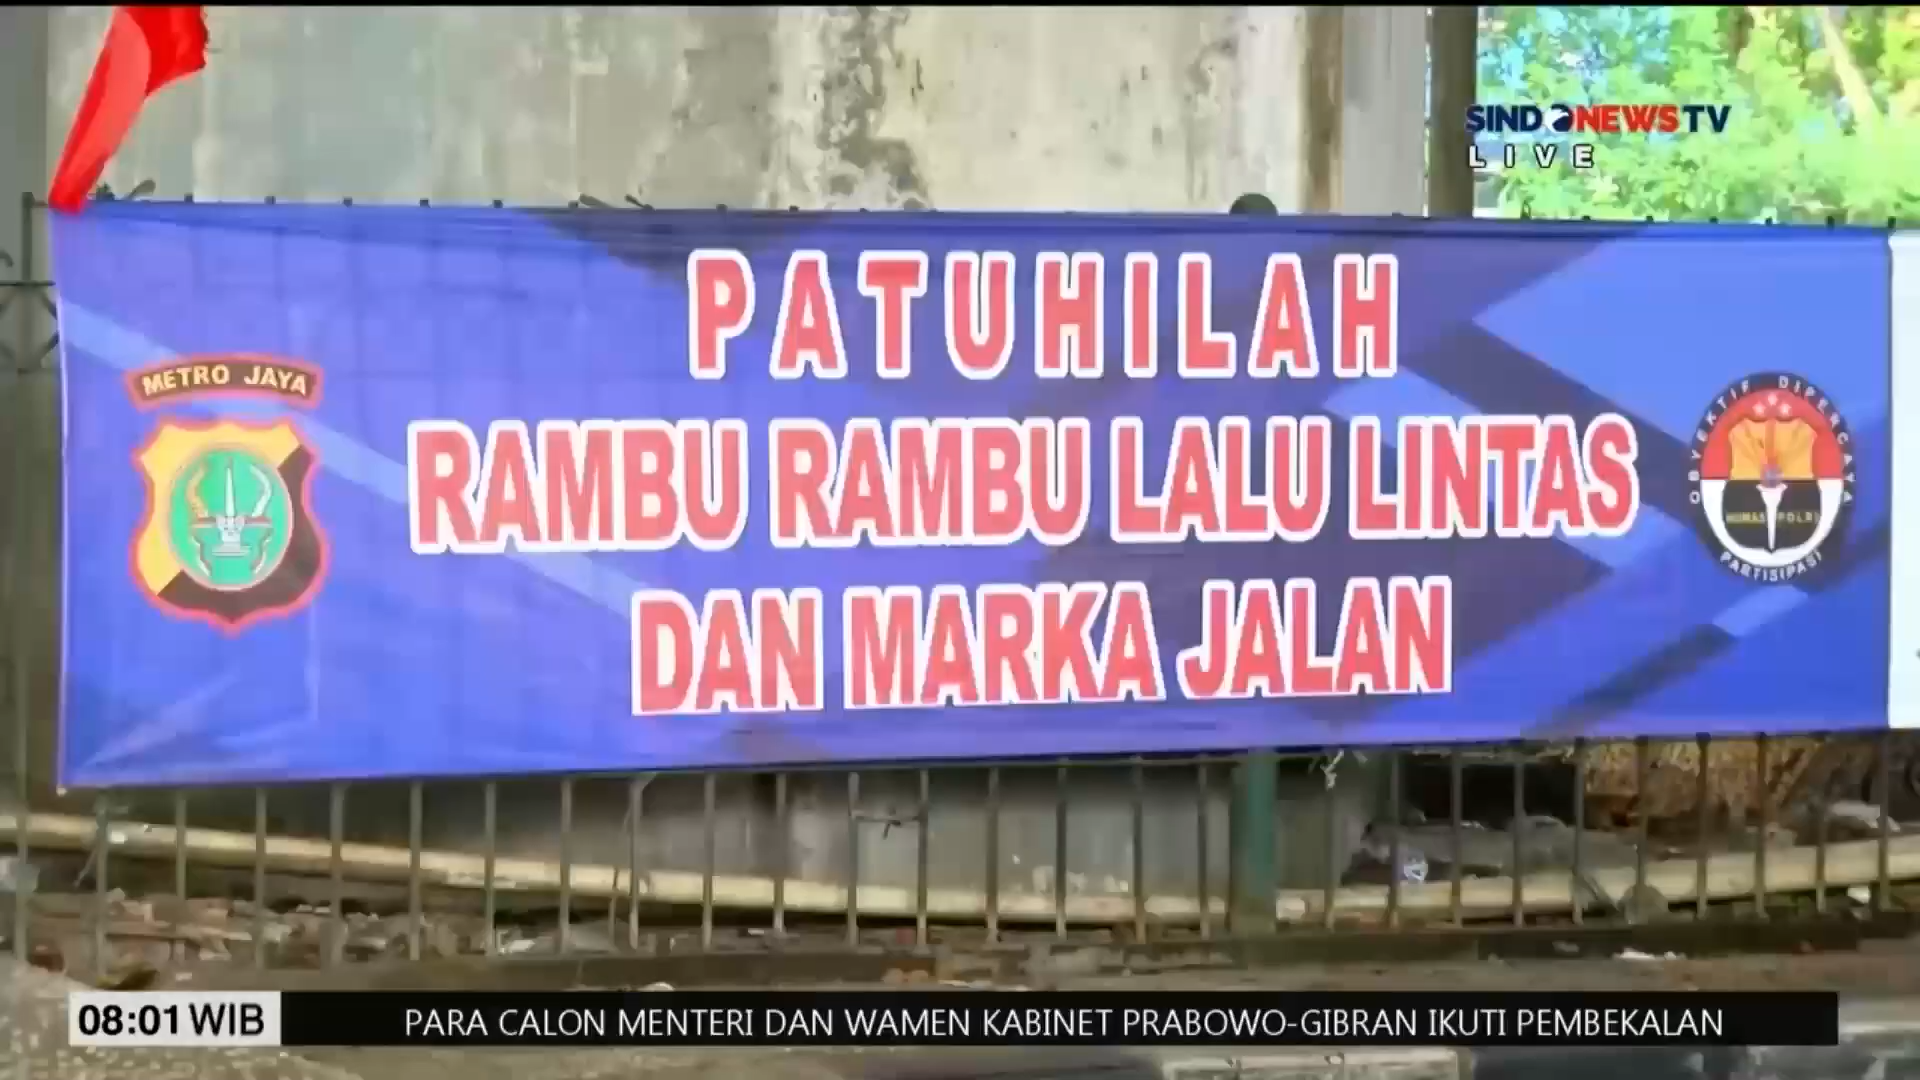 SINDONEWSTV
LIVE
PATUHILAH
RAMBU RAMBU LALU LINTAS
DAN MARKA JALAN
METRO JAYA
OBYEKTIF DIPERCAYA
HUMAS POLRI
PARTISIPASI
08:01 WIB
PARA CALON MENTERI DAN WAMEN KABINET PRABOWO-GIBRAN IKUTI PEMBEKALAN